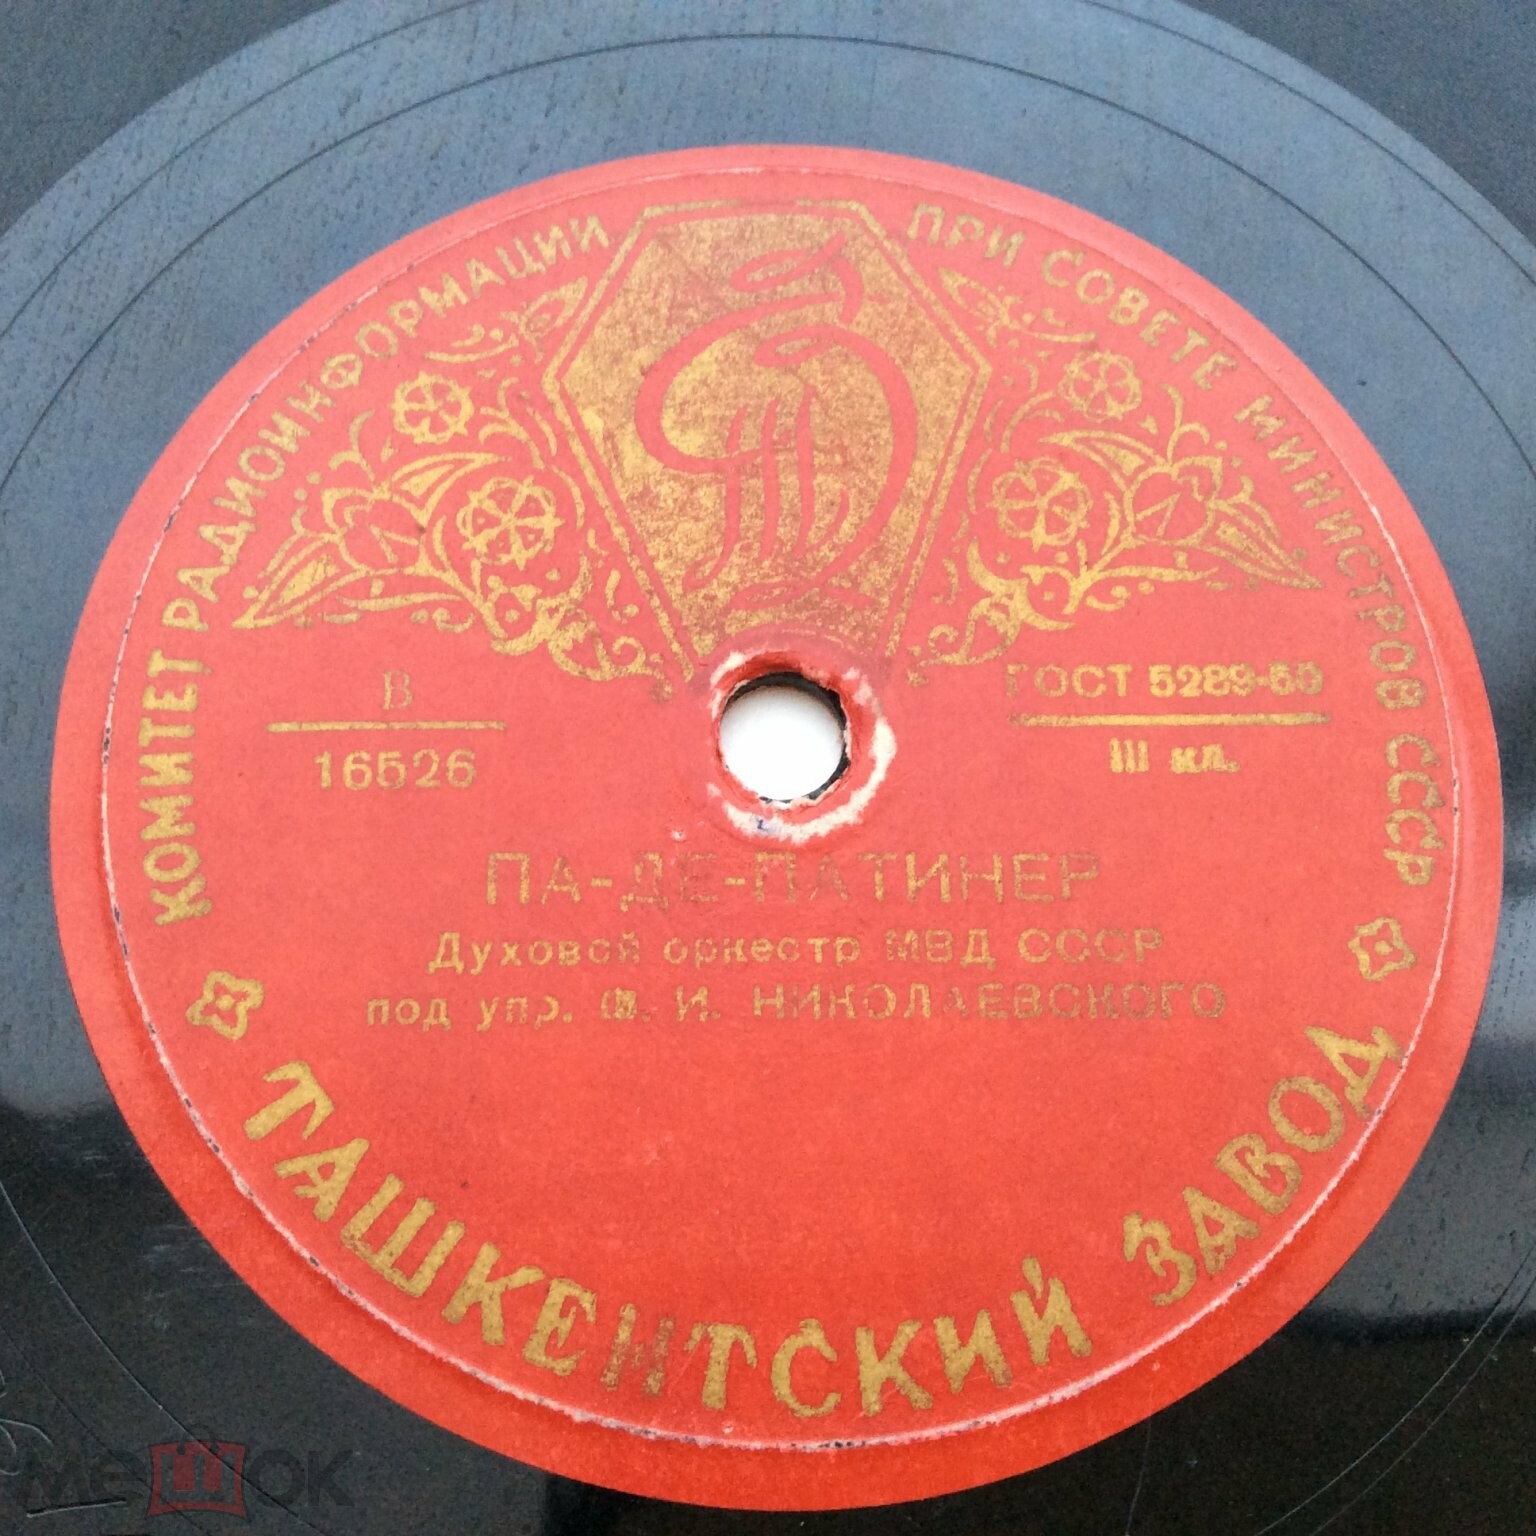 КОМИТЕТ РАДИОИНФОРМАЦИИ ПРИ СОВЕТЕ МИНИСТРОВ СССР
В
16526
ГОСТ 5289-50
III кл.
ПА-ДЕ-ПАТИНЕР
Духовой оркестр МВД СССР
под упр. И. НИКОЛАЕВСКОГО
ТАШКЕНТСКИЙ ЗАВОД
мешок